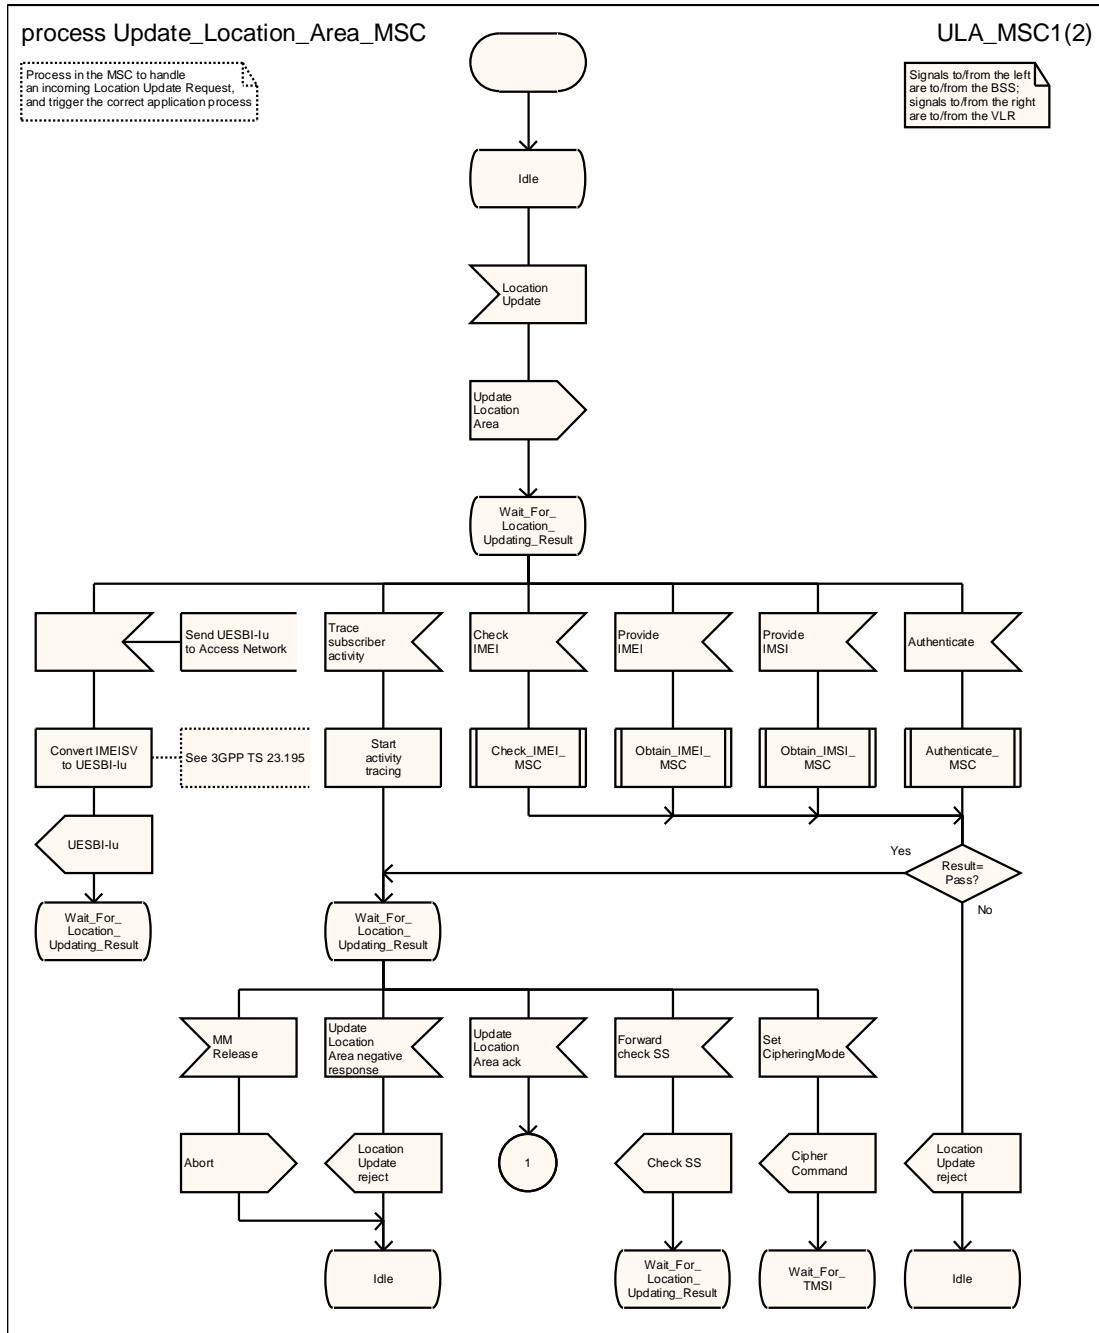 process Update_Location_Area_MSC
ULA_MSC1(2)
Process in the MSC to handle
an incoming Location Update Request,
and trigger the correct application process
Signals to/from the left
are to/from the BSS;
signals to/from the right
are to/from the VLR
Idle
Location
Update
Update
Location
Area
Wait_For_
Location_
Updating_Result
Send UESBI-Iu
to Access Network
Trace
subscriber
activity
Check
IMEI
Provide
IMEI
Provide
IMSI
Authenticate
Convert IMEISV
to UESBI-Iu
See 3GPP TS 23.195
Start
activity
tracing
Check_IMEI_
MSC
Obtain_IMEI_
MSC
Obtain_IMSI_
MSC
Authenticate_
MSC
UESBI-Iu
Yes
Result=
Pass?
No
Wait_For_
Location_
Updating_Result
Wait_For_
Location_
Updating_Result
MM
Release
Update
Location
Area negative
response
Update
Location
Area ack
Forward
check SS
Set
CipheringMode
Abort
Location
Update
reject
1
Check SS
Cipher
Command
Location
Update
reject
Idle
Wait_For_
Location_
Updating_Result
Wait_For_
TMSI
Idle